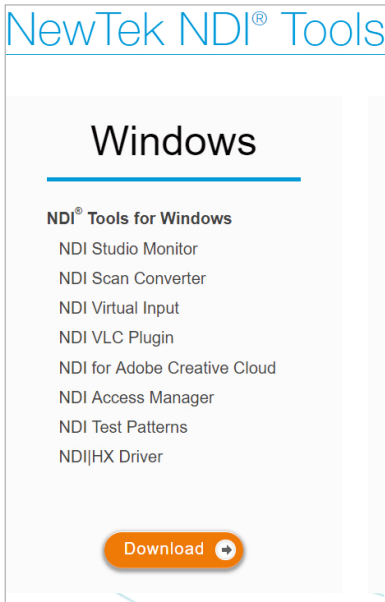 NewTek NDI® Tools
Windows
NDI® Tools for Windows
NDI Studio Monitor
NDI Scan Converter
NDI Virtual Input
NDI VLC Plugin
NDI for Adobe Creative Cloud
NDI Access Manager
NDI Test Patterns
NDI|HX Driver
Download